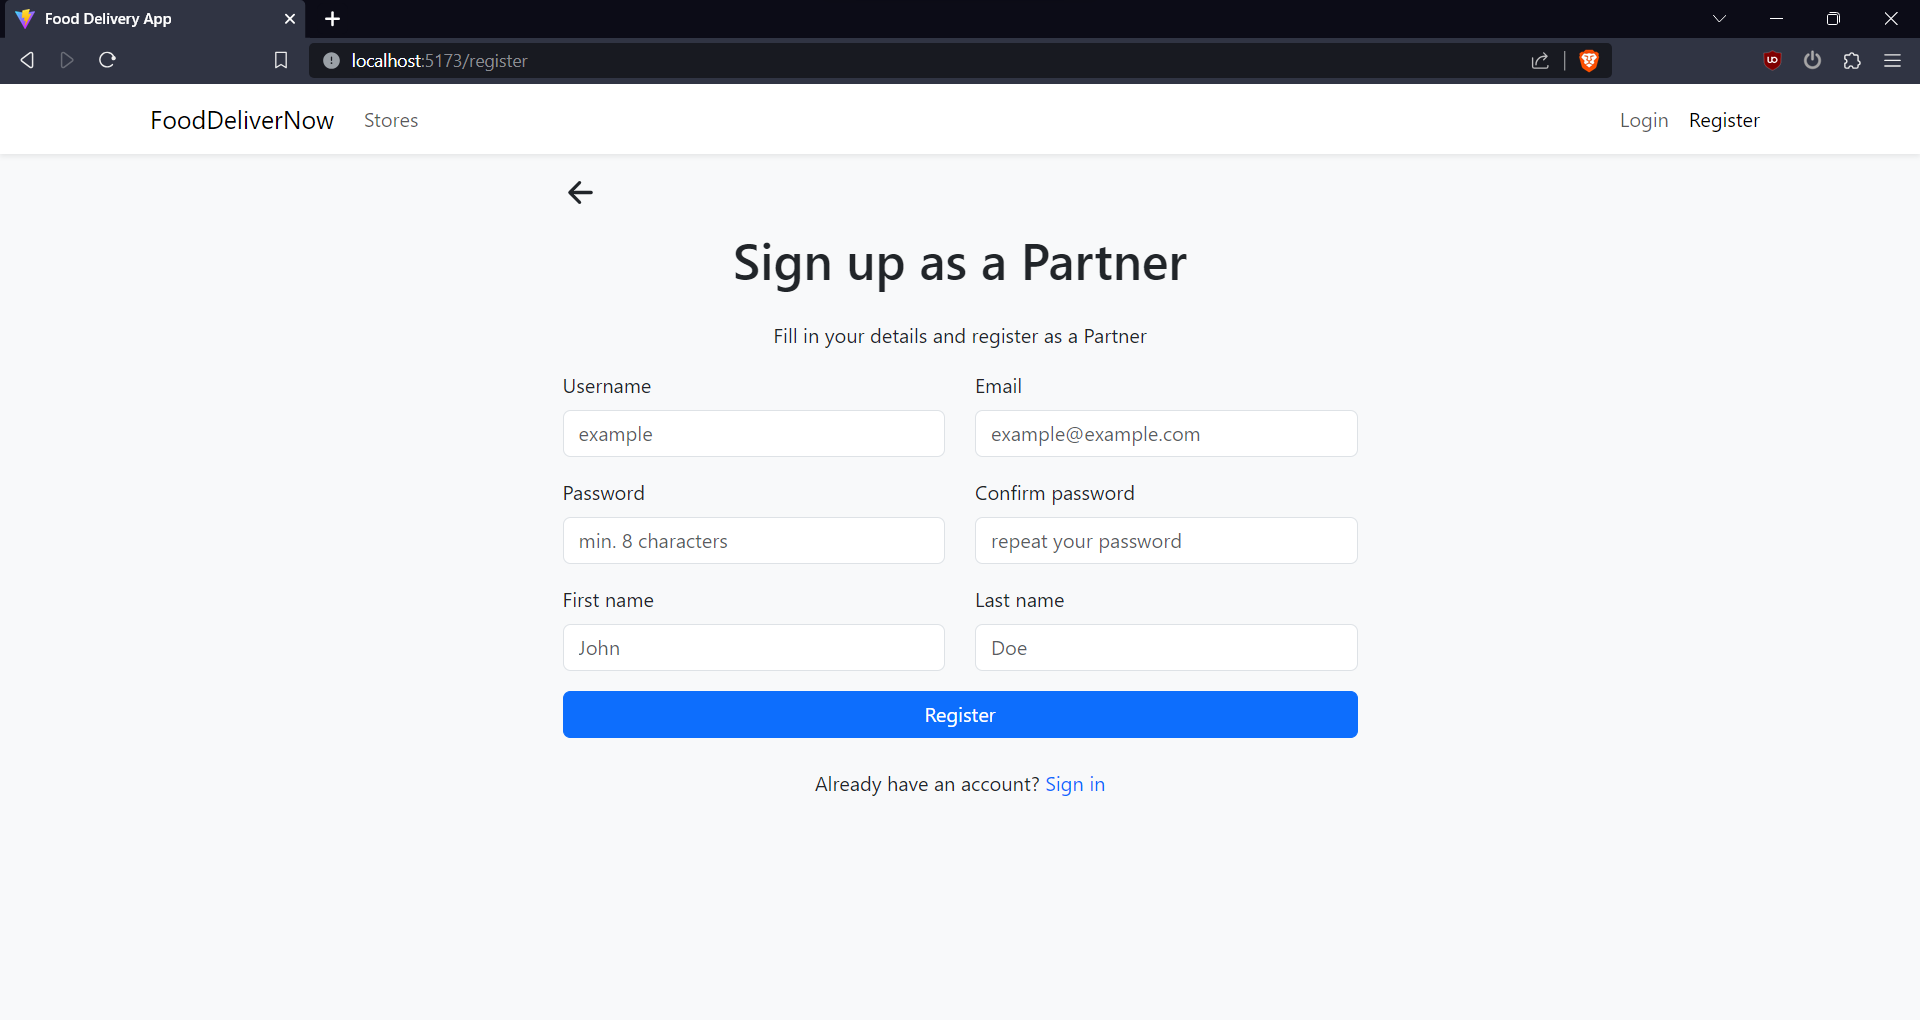 Food Delivery App
localhost:5173/register
FoodDeliverNow Stores Login Register
Sign up as a Partner
Fill in your details and register as a Partner
Username Email
example example@example.com
Password Confirm password
min. 8 characters repeat your password
First name Last name
John Doe
Register
Already have an account? Sign in